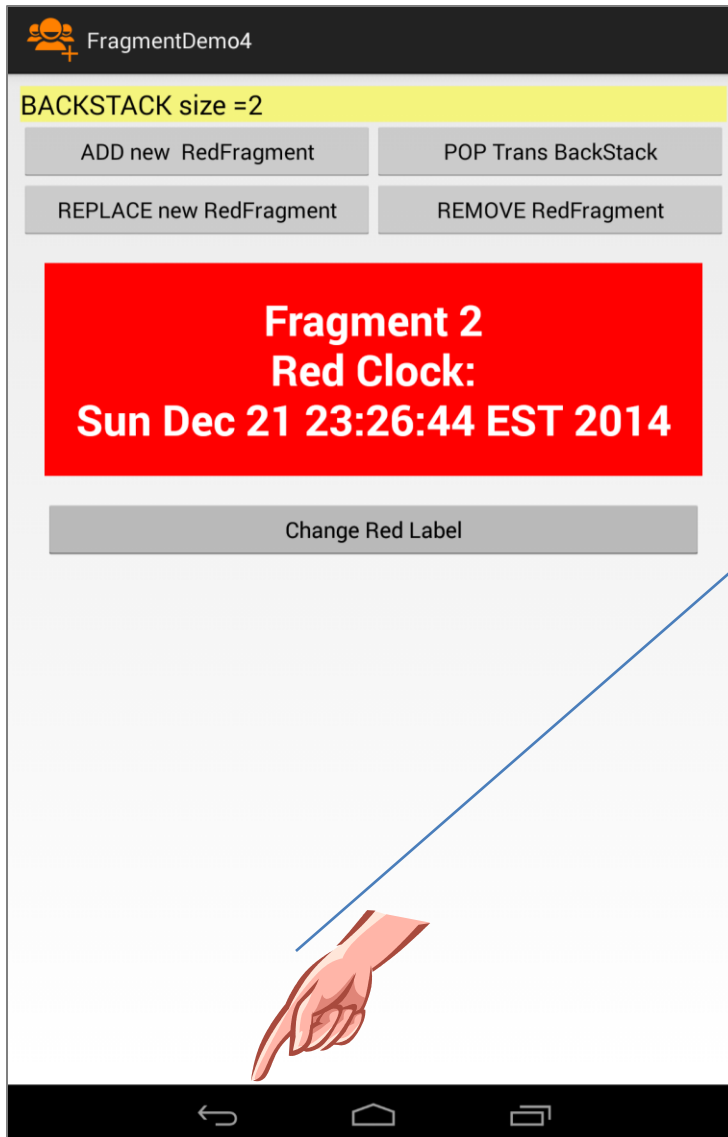 FragmentDemo4
BACKSTACK size =2
ADD new  RedFragment
POP Trans BackStack
REPLACE new RedFragment
REMOVE RedFragment
Fragment 2
Red Clock:
Sun Dec 21 23:26:44 EST 2014
Change Red Label